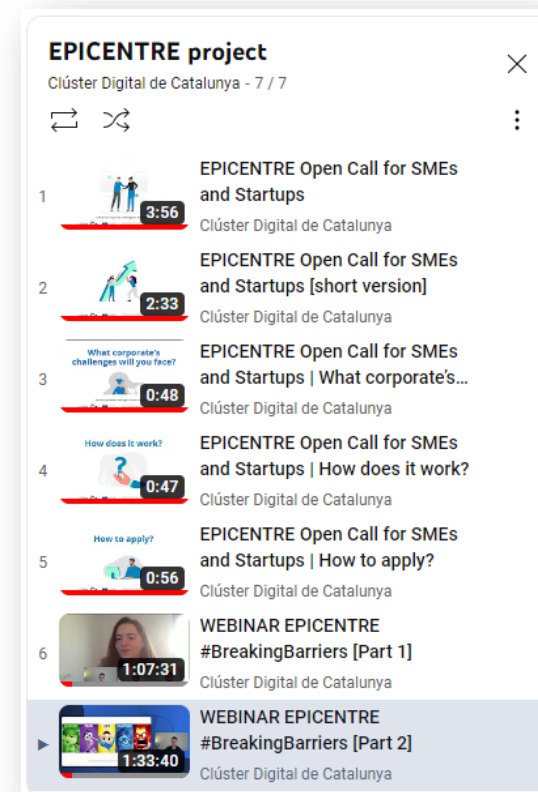 EPICENTRE project
Clúster Digital de Catalunya - 7 / 7
1
3:56
EPICENTRE Open Call for SMEs
and Startups
Clúster Digital de Catalunya
2
2:33
EPICENTRE Open Call for SMEs
and Startups [short version]
Clúster Digital de Catalunya
3
What corporate's
challenges will you face?
0:48
EPICENTRE Open Call for SMEs
and Startups | What corporate's...
Clúster Digital de Catalunya
4
How does it work?
0:47
EPICENTRE Open Call for SMEs
and Startups | How does it work?
Clúster Digital de Catalunya
5
How to apply?
0:56
EPICENTRE Open Call for SMEs
and Startups | How to apply?
Clúster Digital de Catalunya
6
1:07:31
WEBINAR EPICENTRE
#BreakingBarriers [Part 1]
Clúster Digital de Catalunya
1:33:40
WEBINAR EPICENTRE
#BreakingBarriers [Part 2]
Clúster Digital de Catalunya